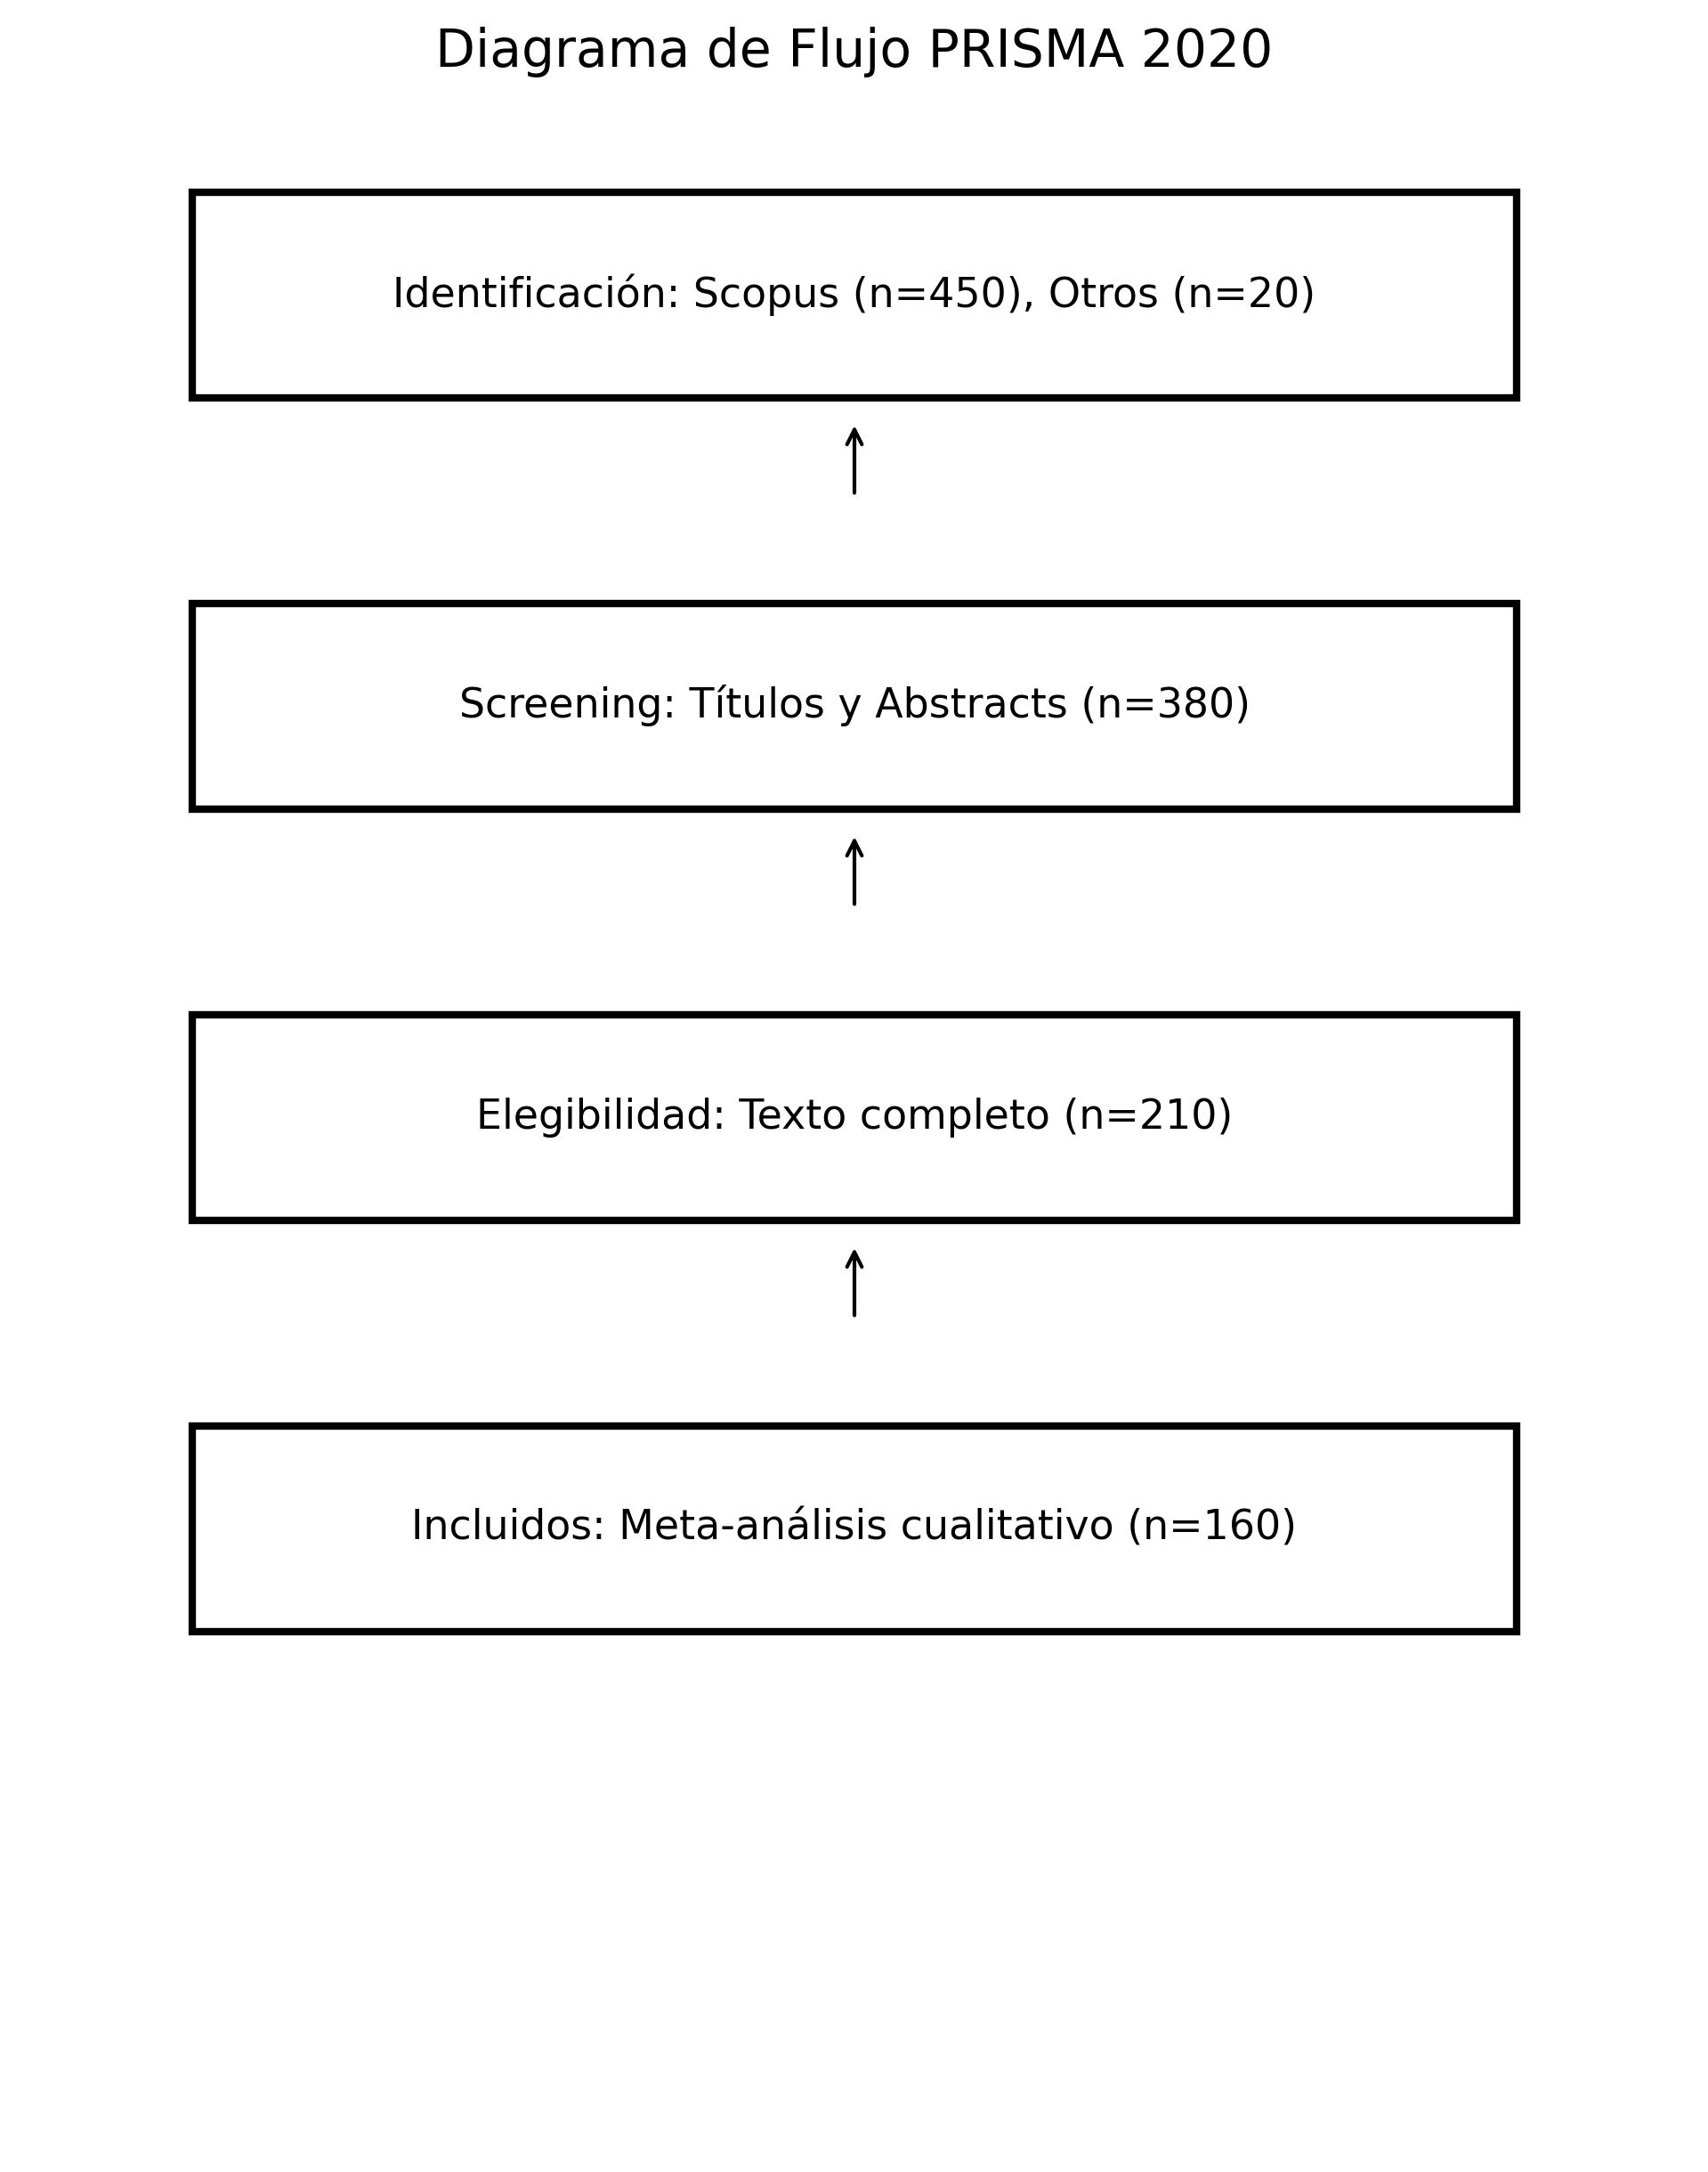 Diagrama de Flujo PRISMA 2020
Identificación: Scopus (n=450), Otros (n=20)
Screening: Títulos y Abstracts (n=380)
Elegibilidad: Texto completo (n=210)
Incluidos: Meta-análisis cualitativo (n=160)